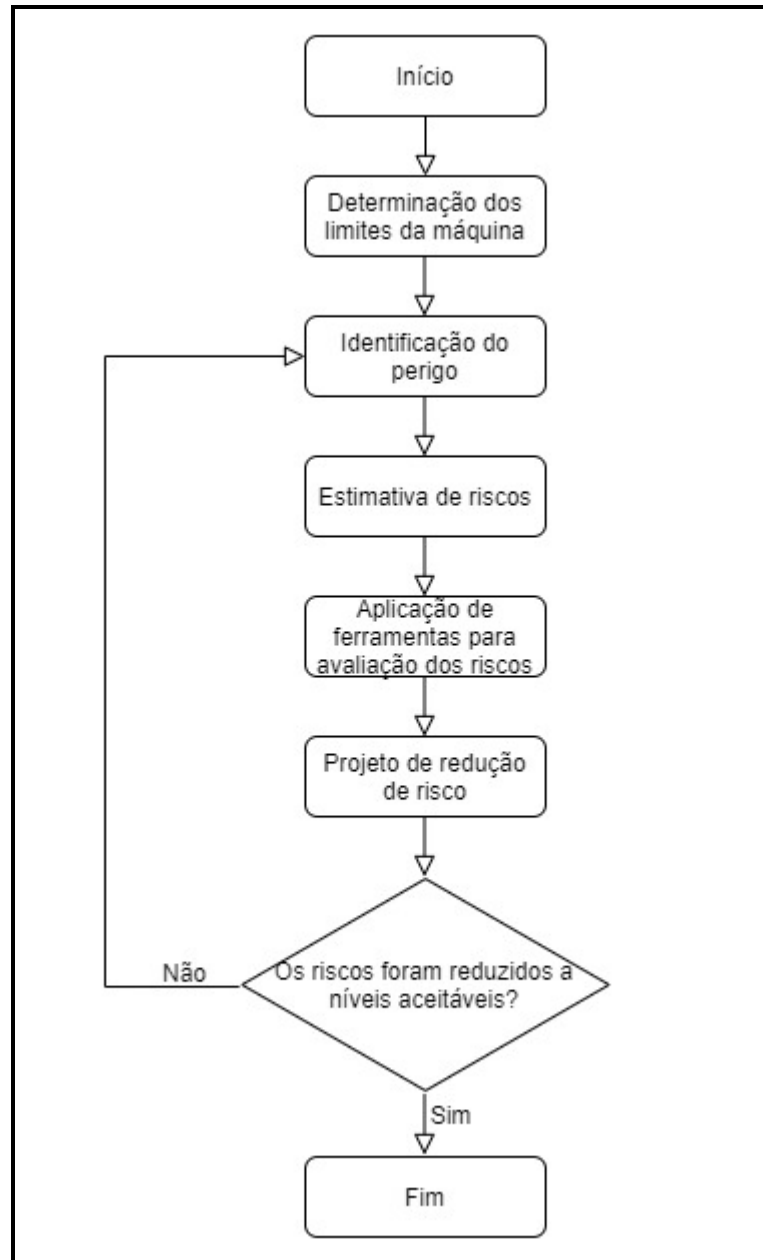 Início
Determinação dos
limites da máquina
Identificação do
perigo
Estimativa de riscos
Aplicação de
ferramentas para
avaliação dos riscos
Projeto de redução
de risco
Os riscos foram reduzidos a
níveis aceitáveis?
Não
Sim
Fim